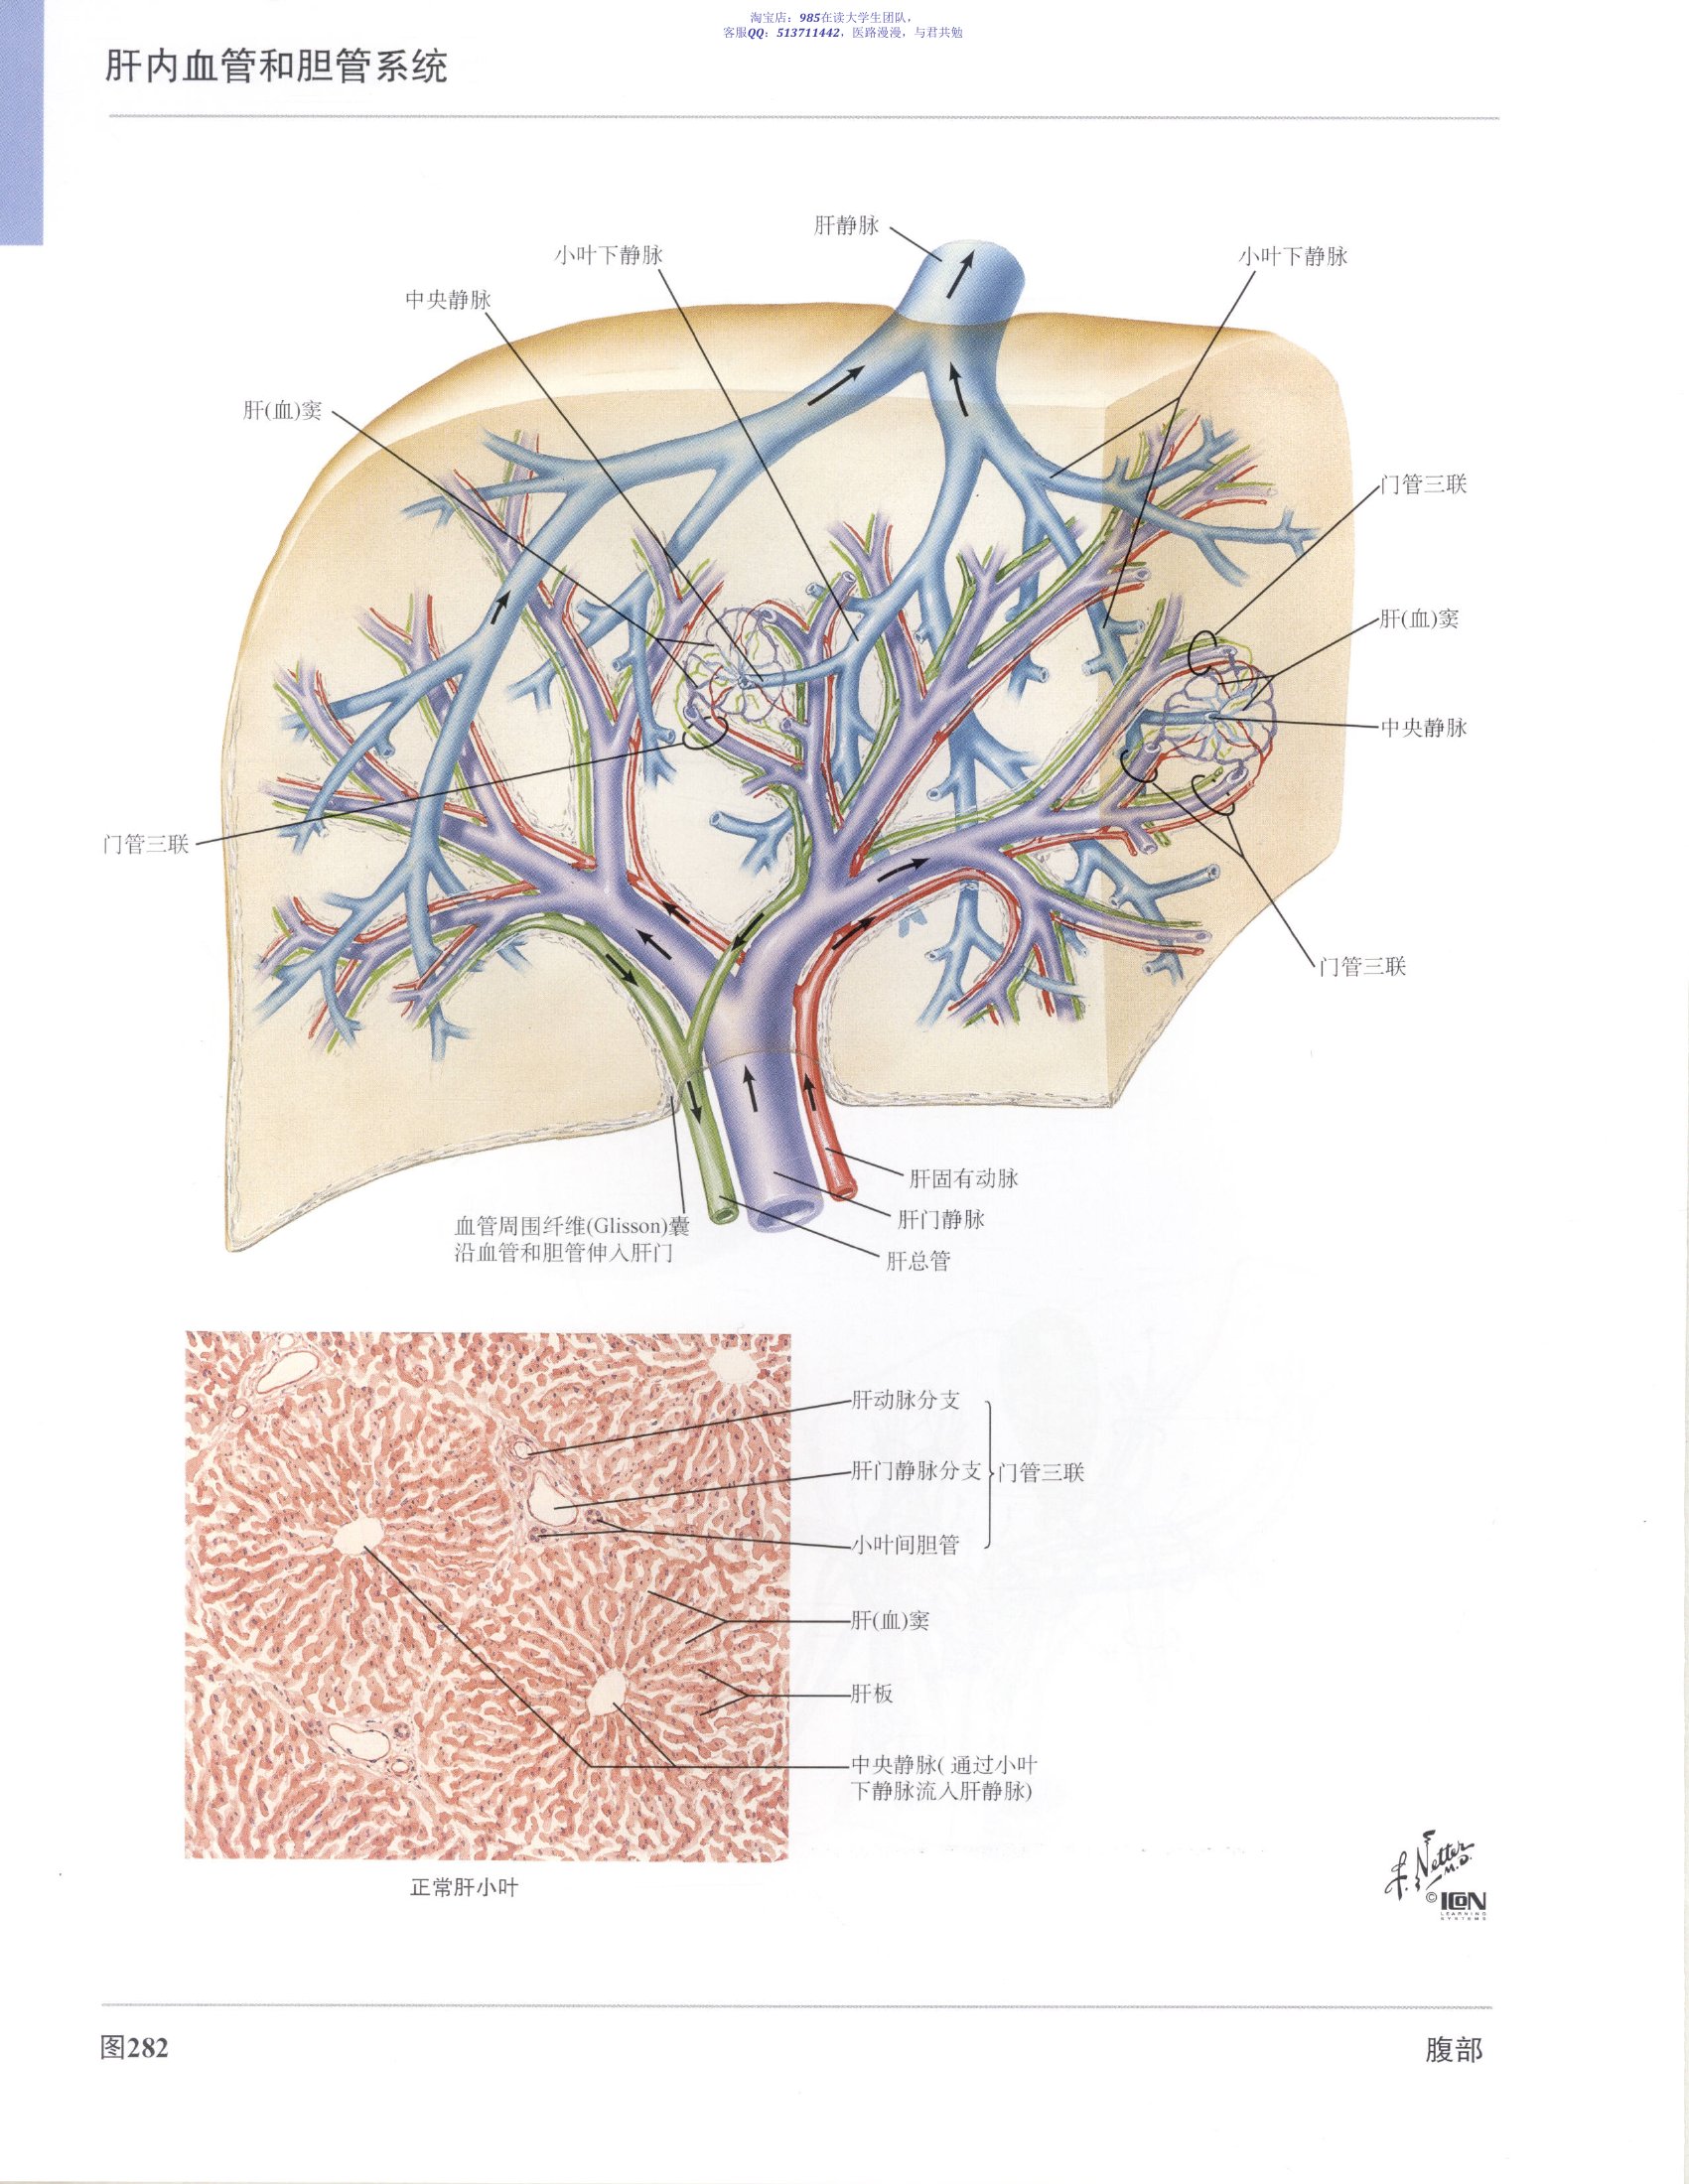 淘宝店：985在读大学生团队，
客服QQ：513711442，医路漫漫，与君共勉
肝内血管和胆管系统
肝静脉
小叶下静脉
小叶下静脉
中央静脉
肝(血)窦
门管三联
肝(血)窦
中央静脉
门管三联
门管三联
肝固有动脉
肝门静脉
肝总管
血管周围纤维(Glisson)囊
沿血管和胆管伸入肝门
肝动脉分支
肝门静脉分支
门管三联
小叶间胆管
肝(血)窦
肝板
中央静脉( 通过小叶
下静脉流入肝静脉)
正常肝小叶
F. Netter
M.D.
© ICON
LEARNING
SYSTEMS
图282
腹部